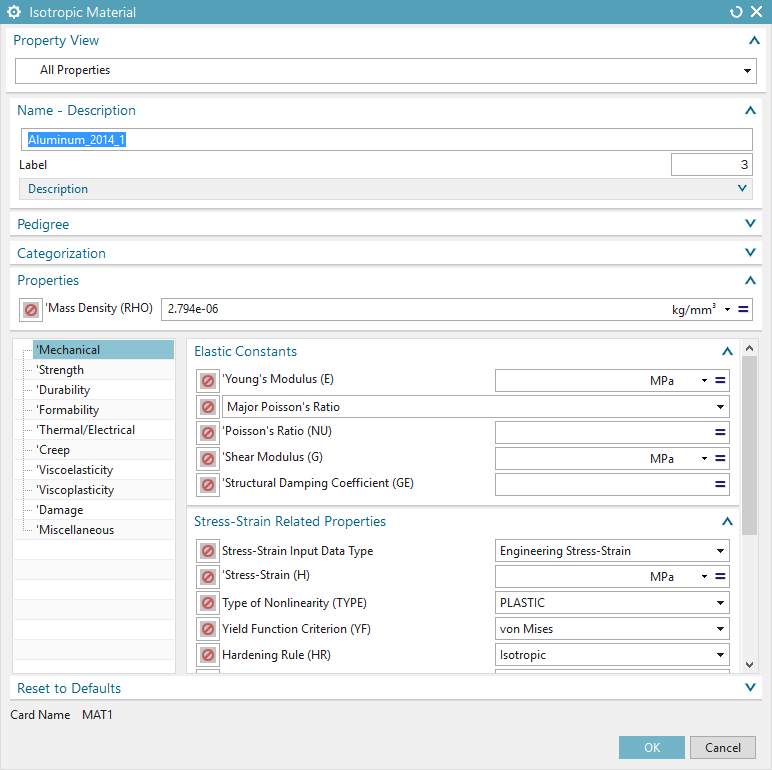 Isotropic Material
Property View
All Properties
Name - Description
Aluminum_2014_1
Label 3
Description
Pedigree
Categorization
Properties
'Mass Density (RHO) 2.794e-06 kg/mm³
'Mechanical
'Strength
'Durability
'Formability
'Thermal/Electrical
'Creep
'Viscoelasticity
'Viscoplasticity
'Damage
'Miscellaneous
Elastic Constants
'Young's Modulus (E) MPa
Major Poisson's Ratio
'Poisson's Ratio (NU)
'Shear Modulus (G) MPa
'Structural Damping Coefficient (GE)
Stress-Strain Related Properties
Stress-Strain Input Data Type Engineering Stress-Strain
'Stress-Strain (H) MPa
Type of Nonlinearity (TYPE) PLASTIC
Yield Function Criterion (YF) von Mises
Hardening Rule (HR) Isotropic
Reset to Defaults
Card Name MAT1
OK Cancel